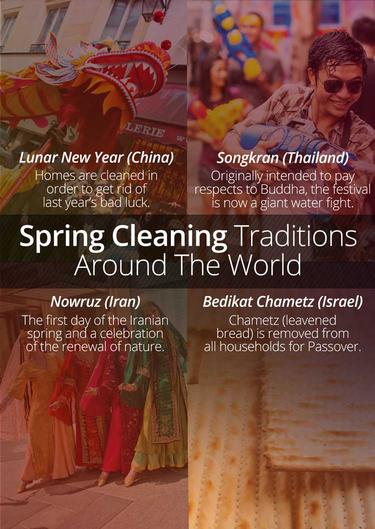 LERIE
Lunar New Year (China)
Homes are cleaned in
order to get rid of
last year's bad luck.
Songkran (Thailand)
Originally intended to pay
respects to Buddha, the festival
is now a giant water fight.
Spring Cleaning Traditions
Around The World
Nowruz (Iran)
The first day of the Iranian
spring and a celebration
of the renewal of nature.
Bedikat Chametz (Israel)
Chametz (leavened
bread) is removed from
all households for Passover.